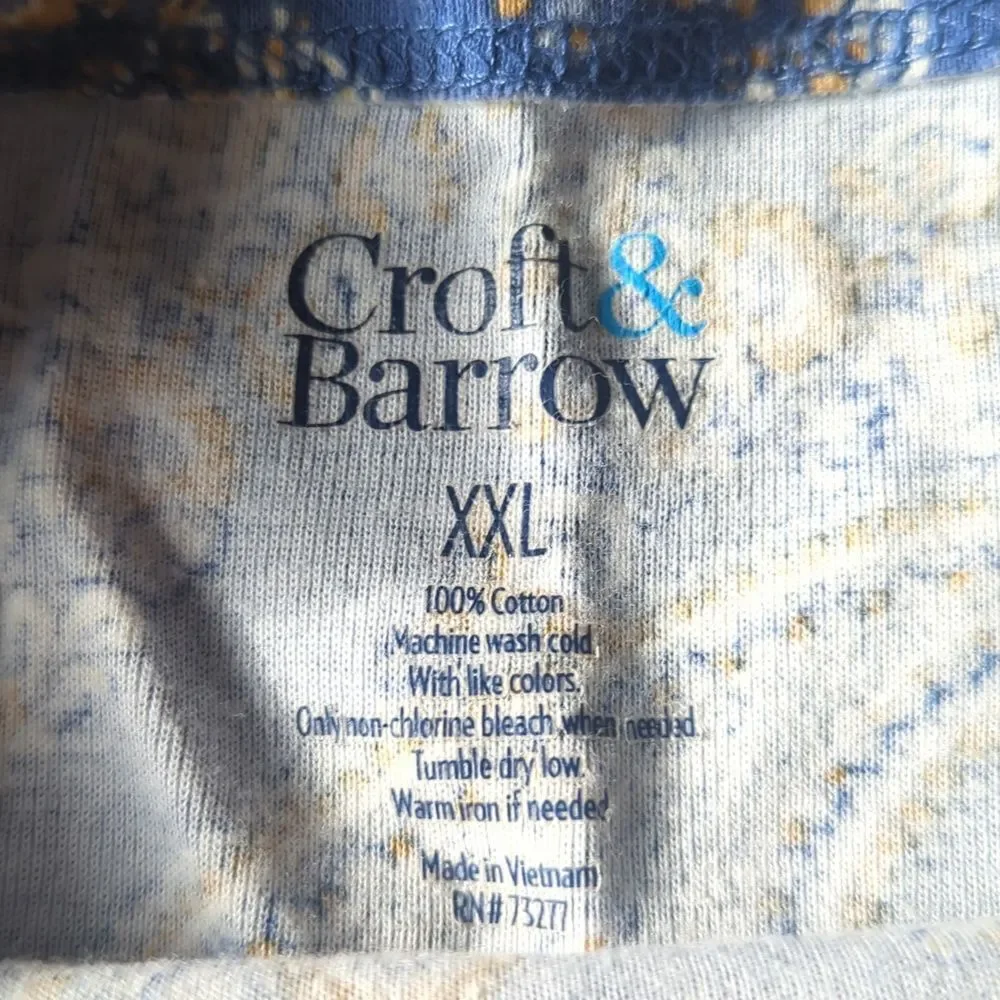 Croft&
Barrow
XXL
100% Cotton
Machine wash cold
With like colors.
Only non-chlorine bleach, when needed.
Tumble dry low.
Warm iron if needed
Made in Vietnam
RN# 73277